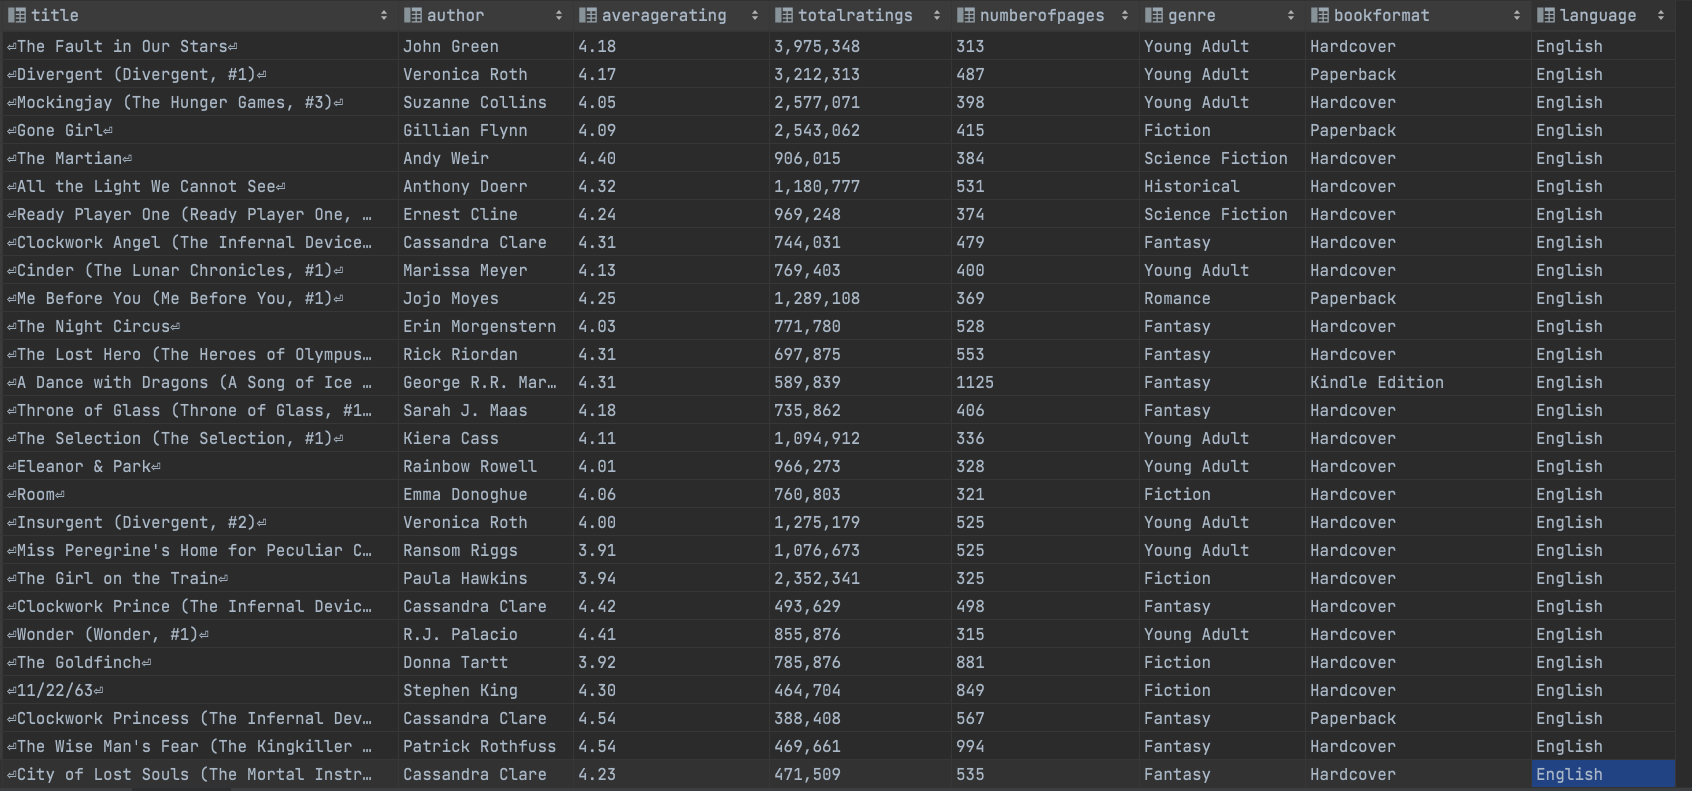 title author averagerating totalratings numberofpages genre bookformat language
⏎The Fault in Our Stars⏎ John Green 4.18 3,975,348 313 Young Adult Hardcover English
⏎Divergent (Divergent, #1)⏎ Veronica Roth 4.17 3,212,313 487 Young Adult Paperback English
⏎Mockingjay (The Hunger Games, #3)⏎ Suzanne Collins 4.05 2,577,071 398 Young Adult Hardcover English
⏎Gone Girl⏎ Gillian Flynn 4.09 2,543,062 415 Fiction Paperback English
⏎The Martian⏎ Andy Weir 4.40 906,015 384 Science Fiction Hardcover English
⏎All the Light We Cannot See⏎ Anthony Doerr 4.32 1,180,777 531 Historical Hardcover English
⏎Ready Player One (Ready Player One, … Ernest Cline 4.24 969,248 374 Science Fiction Hardcover English
⏎Clockwork Angel (The Infernal Device… Cassandra Clare 4.31 744,031 479 Fantasy Hardcover English
⏎Cinder (The Lunar Chronicles, #1)⏎ Marissa Meyer 4.13 769,403 400 Young Adult Hardcover English
⏎Me Before You (Me Before You, #1)⏎ Jojo Moyes 4.25 1,289,108 369 Romance Paperback English
⏎The Night Circus⏎ Erin Morgenstern 4.03 771,780 528 Fantasy Hardcover English
⏎The Lost Hero (The Heroes of Olympus… Rick Riordan 4.31 697,875 553 Fantasy Hardcover English
⏎A Dance with Dragons (A Song of Ice … George R.R. Mar… 4.31 589,839 1125 Fantasy Kindle Edition English
⏎Throne of Glass (Throne of Glass, #1… Sarah J. Maas 4.18 735,862 406 Fantasy Hardcover English
⏎The Selection (The Selection, #1)⏎ Kiera Cass 4.11 1,094,912 336 Young Adult Hardcover English
⏎Eleanor & Park⏎ Rainbow Rowell 4.01 966,273 328 Young Adult Hardcover English
⏎Room⏎ Emma Donoghue 4.06 760,803 321 Fiction Hardcover English
⏎Insurgent (Divergent, #2)⏎ Veronica Roth 4.00 1,275,179 525 Young Adult Hardcover English
⏎Miss Peregrine's Home for Peculiar C… Ransom Riggs 3.91 1,076,673 525 Young Adult Hardcover English
⏎The Girl on the Train⏎ Paula Hawkins 3.94 2,352,341 325 Fiction Hardcover English
⏎Clockwork Prince (The Infernal Devic… Cassandra Clare 4.42 493,629 498 Fantasy Hardcover English
⏎Wonder (Wonder, #1)⏎ R.J. Palacio 4.41 855,876 315 Young Adult Hardcover English
⏎The Goldfinch⏎ Donna Tartt 3.92 785,876 881 Fiction Hardcover English
⏎11/22/63⏎ Stephen King 4.30 464,704 849 Fiction Hardcover English
⏎Clockwork Princess (The Infernal Dev… Cassandra Clare 4.54 388,408 567 Fantasy Paperback English
⏎The Wise Man's Fear (The Kingkiller … Patrick Rothfuss 4.54 469,661 994 Fantasy Hardcover English
⏎City of Lost Souls (The Mortal Instr… Cassandra Clare 4.23 471,509 535 Fantasy Hardcover English